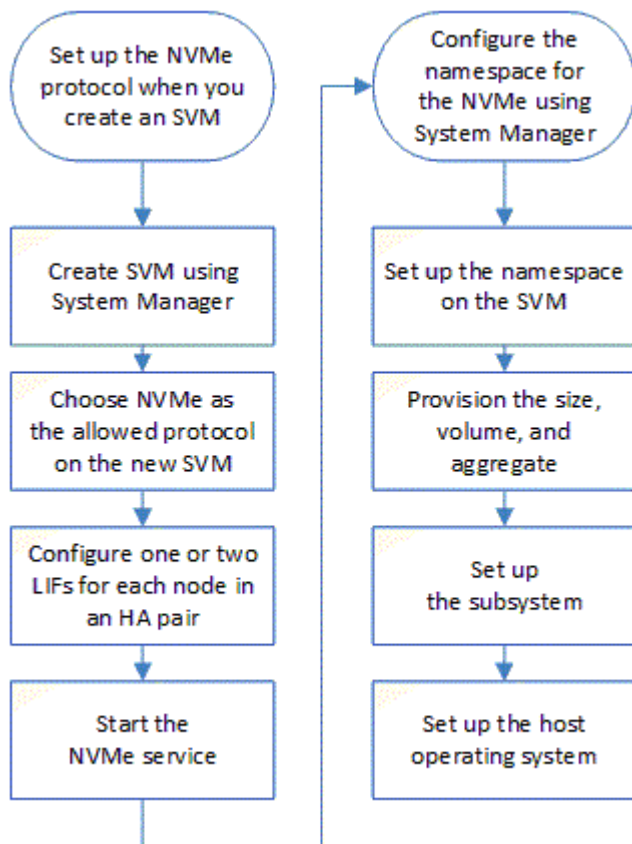 Set up the NVMe
protocol when you
create an SVM
Create SVM using
System Manager
Choose NVMe as
the allowed protocol
on the new SVM
Configure one or two
LIFs for each node in
an HA pair
Start the
NVMe service
Configure the
namespace for
the NVMe using
System Manager
Set up the namespace
on the SVM
Provision the size,
volume, and
aggregate
Set up
the subsystem
Set up the host
operating system